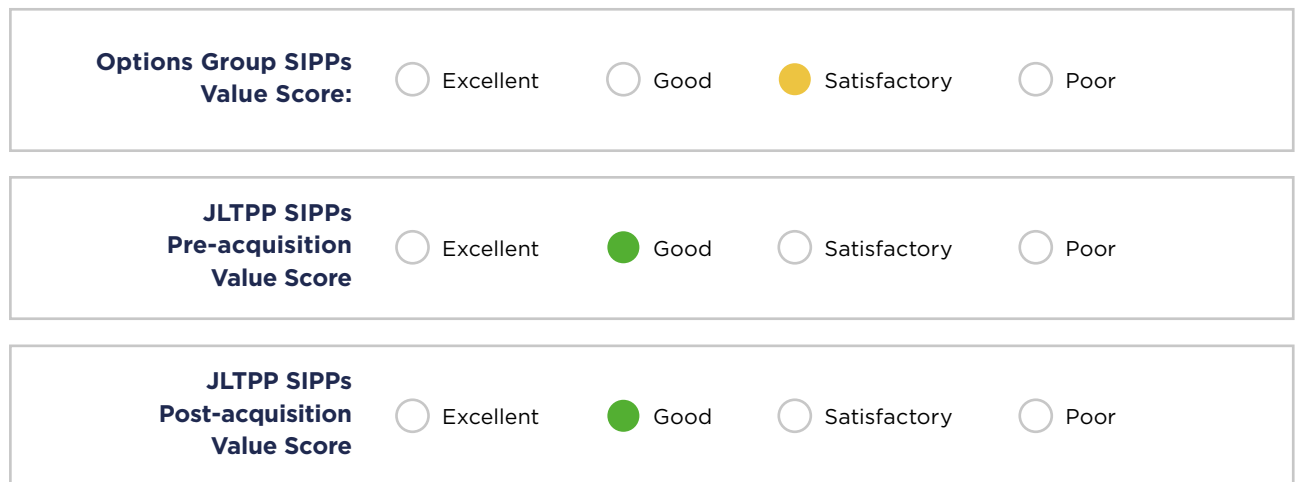 Options Group SIPPs
Value Score:
Excellent Good Satisfactory Poor
JLTPP SIPPs
Pre-acquisition
Value Score
Excellent Good Satisfactory Poor
JLTPP SIPPs
Post-acquisition
Value Score
Excellent Good Satisfactory Poor